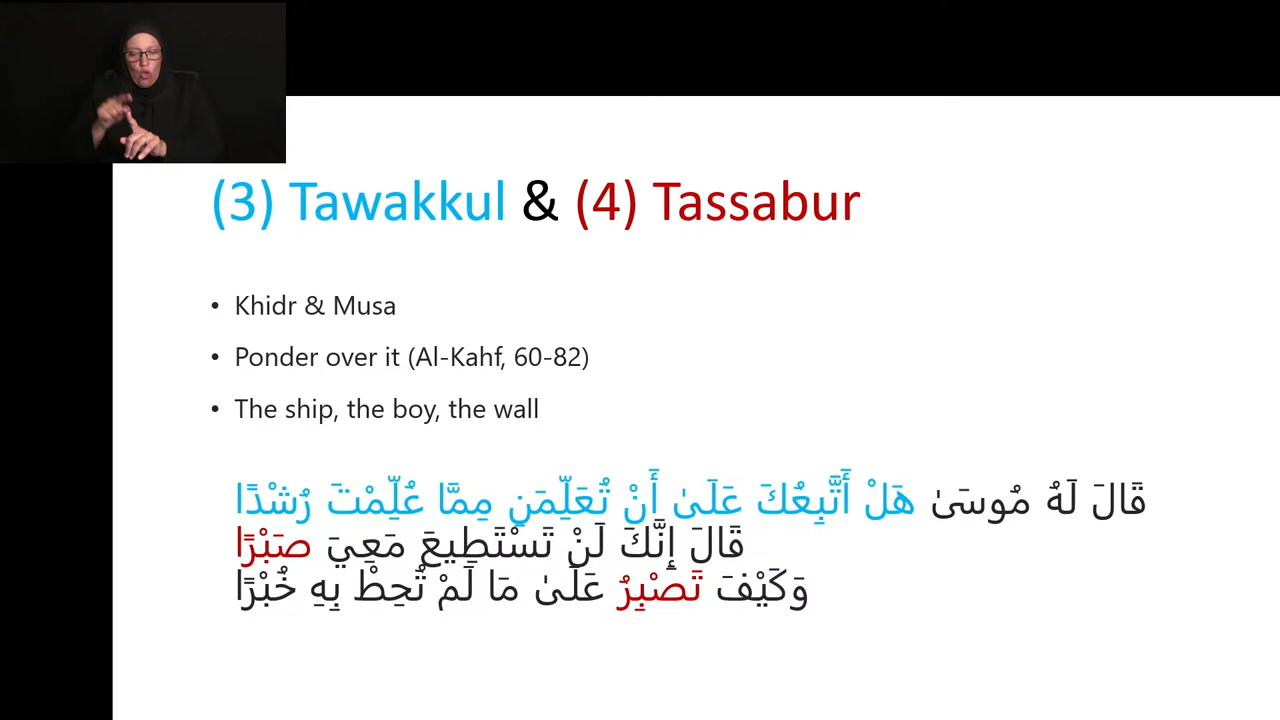 (3) Tawakkul & (4) Tassabur
• Khidr & Musa
• Ponder over it (Al-Kahf, 60-82)
• The ship, the boy, the wall
قَالَ لَهُ مُوسَىٰ هَلْ أَتَّبِعُكَ عَلَىٰ أَنْ تُعَلِّمَنِ مِمَّا عُلِّمْتَ رُشْدًا
قَالَ إِنَّكَ لَنْ تَسْتَطِيعَ مَعِيَ صَبْرًا
وَكَيْفَ تَصْبِرُ عَلَىٰ مَا لَمْ تُحِطْ بِهِ خُبْرًا